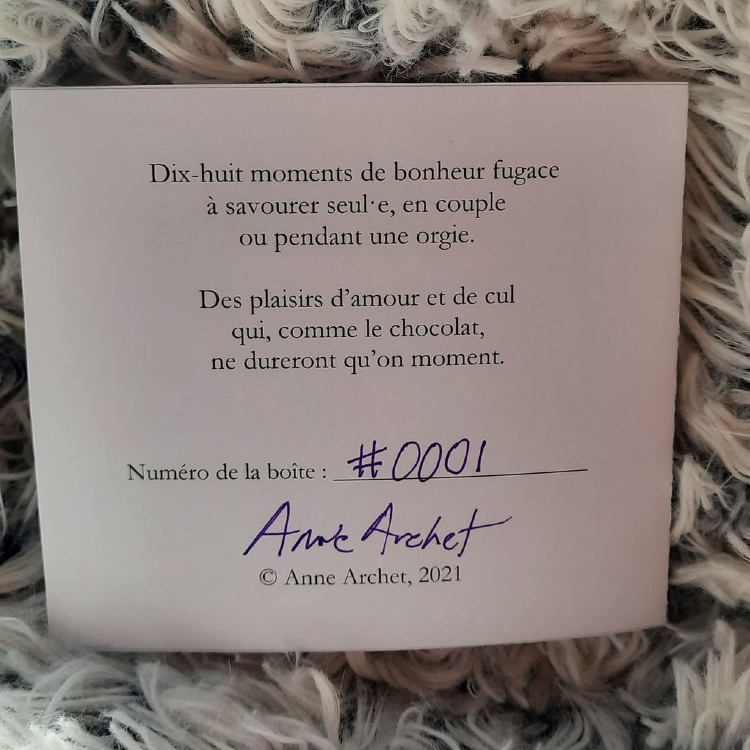 Dix-huit moments de bonheur fugace
à savourer seul·e, en couple
ou pendant une orgie.
Des plaisirs d'amour et de cul
qui, comme le chocolat,
ne dureront qu'on moment.
Numéro de la boîte : #0001
Anne Archet
© Anne Archet, 2021